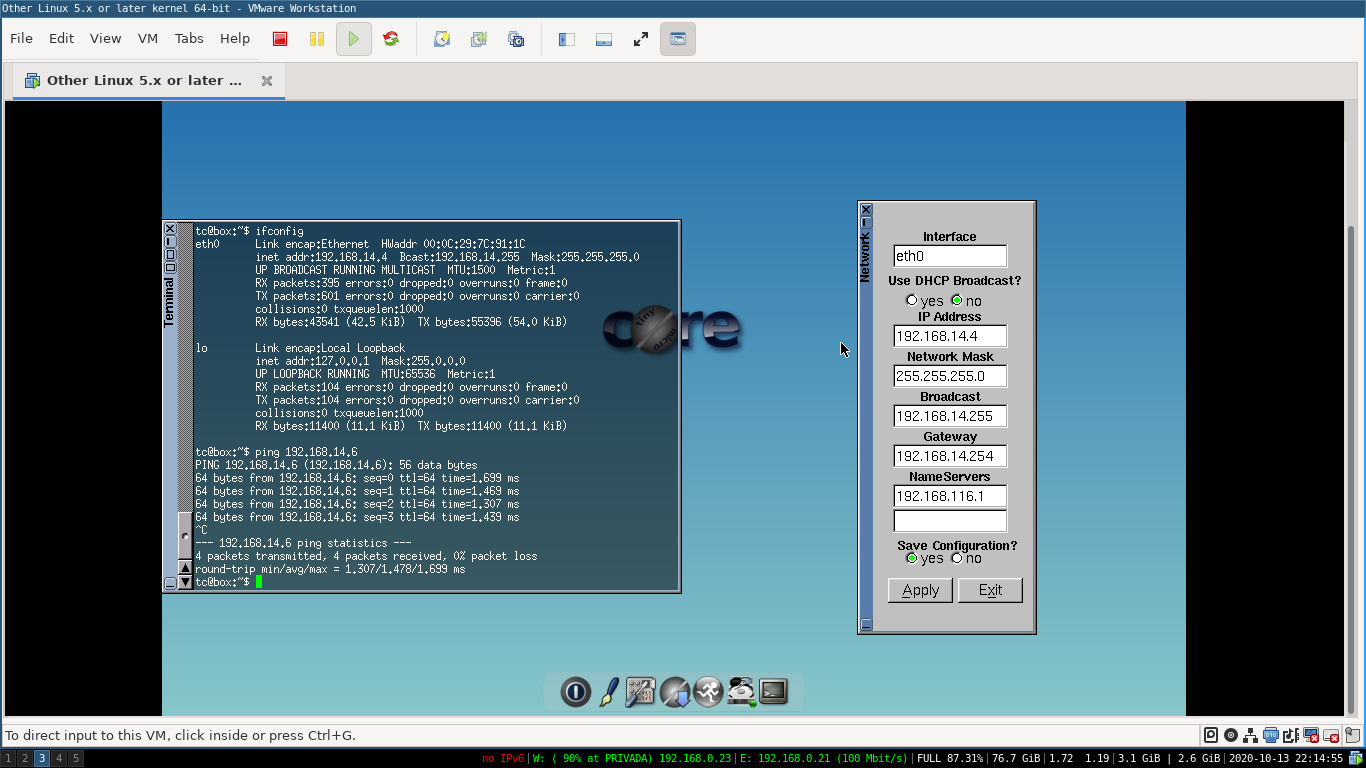 Other Linux 5.x or later kernel 64-bit - VMware Workstation
File Edit View VM Tabs Help
Other Linux 5.x or later ...
Terminal
tc@box:~$ ifconfig
eth0 Link encap:Ethernet HWaddr 00:0C:29:7C:91:1C
inet addr:192.168.14.4 Bcast:192.168.14.255 Mask:255.255.255.0
UP BROADCAST RUNNING MULTICAST MTU:1500 Metric:1
RX packets:395 errors:0 dropped:0 overruns:0 frame:0
TX packets:601 errors:0 dropped:0 overruns:0 carrier:0
collisions:0 txqueuelen:1000
RX bytes:43541 (42.5 KiB) TX bytes:55396 (54.0 KiB)
lo Link encap:Local Loopback
inet addr:127.0.0.1 Mask:255.0.0.0
UP LOOPBACK RUNNING MTU:65536 Metric:1
RX packets:104 errors:0 dropped:0 overruns:0 frame:0
TX packets:104 errors:0 dropped:0 overruns:0 carrier:0
collisions:0 txqueuelen:1000
RX bytes:11400 (11.1 KiB) TX bytes:11400 (11.1 KiB)
tc@box:~$ ping 192.168.14.6
PING 192.168.14.6 (192.168.14.6): 56 data bytes
64 bytes from 192.168.14.6: seq=0 ttl=64 time=1.699 ms
64 bytes from 192.168.14.6: seq=1 ttl=64 time=1.469 ms
64 bytes from 192.168.14.6: seq=2 ttl=64 time=1.307 ms
64 bytes from 192.168.14.6: seq=3 ttl=64 time=1.439 ms
^C
--- 192.168.14.6 ping statistics ---
4 packets transmitted, 4 packets received, 0% packet loss
round-trip min/avg/max = 1.307/1.478/1.699 ms
tc@box:~$
tiny
core
micro
Network
Interface
eth0
Use DHCP Broadcast?
yes no
IP Address
192.168.14.4
Network Mask
255.255.255.0
Broadcast
192.168.14.255
Gateway
192.168.14.254
NameServers
192.168.116.1
Save Configuration?
yes no
Apply Exit
To direct input to this VM, click inside or press Ctrl+G.
1 2 3 4 5 no IPv6|W: ( 90% at PRIVADA) 192.168.0.23|E: 192.168.0.21 (100 Mbit/s)|FULL 87.31%|76.7 GiB|1.72 1.19|3.1 GiB | 2.6 GiB|2020-10-13 22:14:55